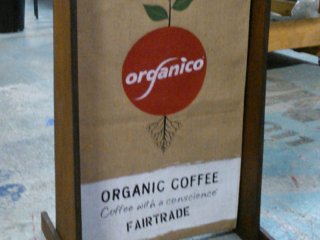 organico
ORGANIC COFFEE
Coffee with a conscience
FAIRTRADE